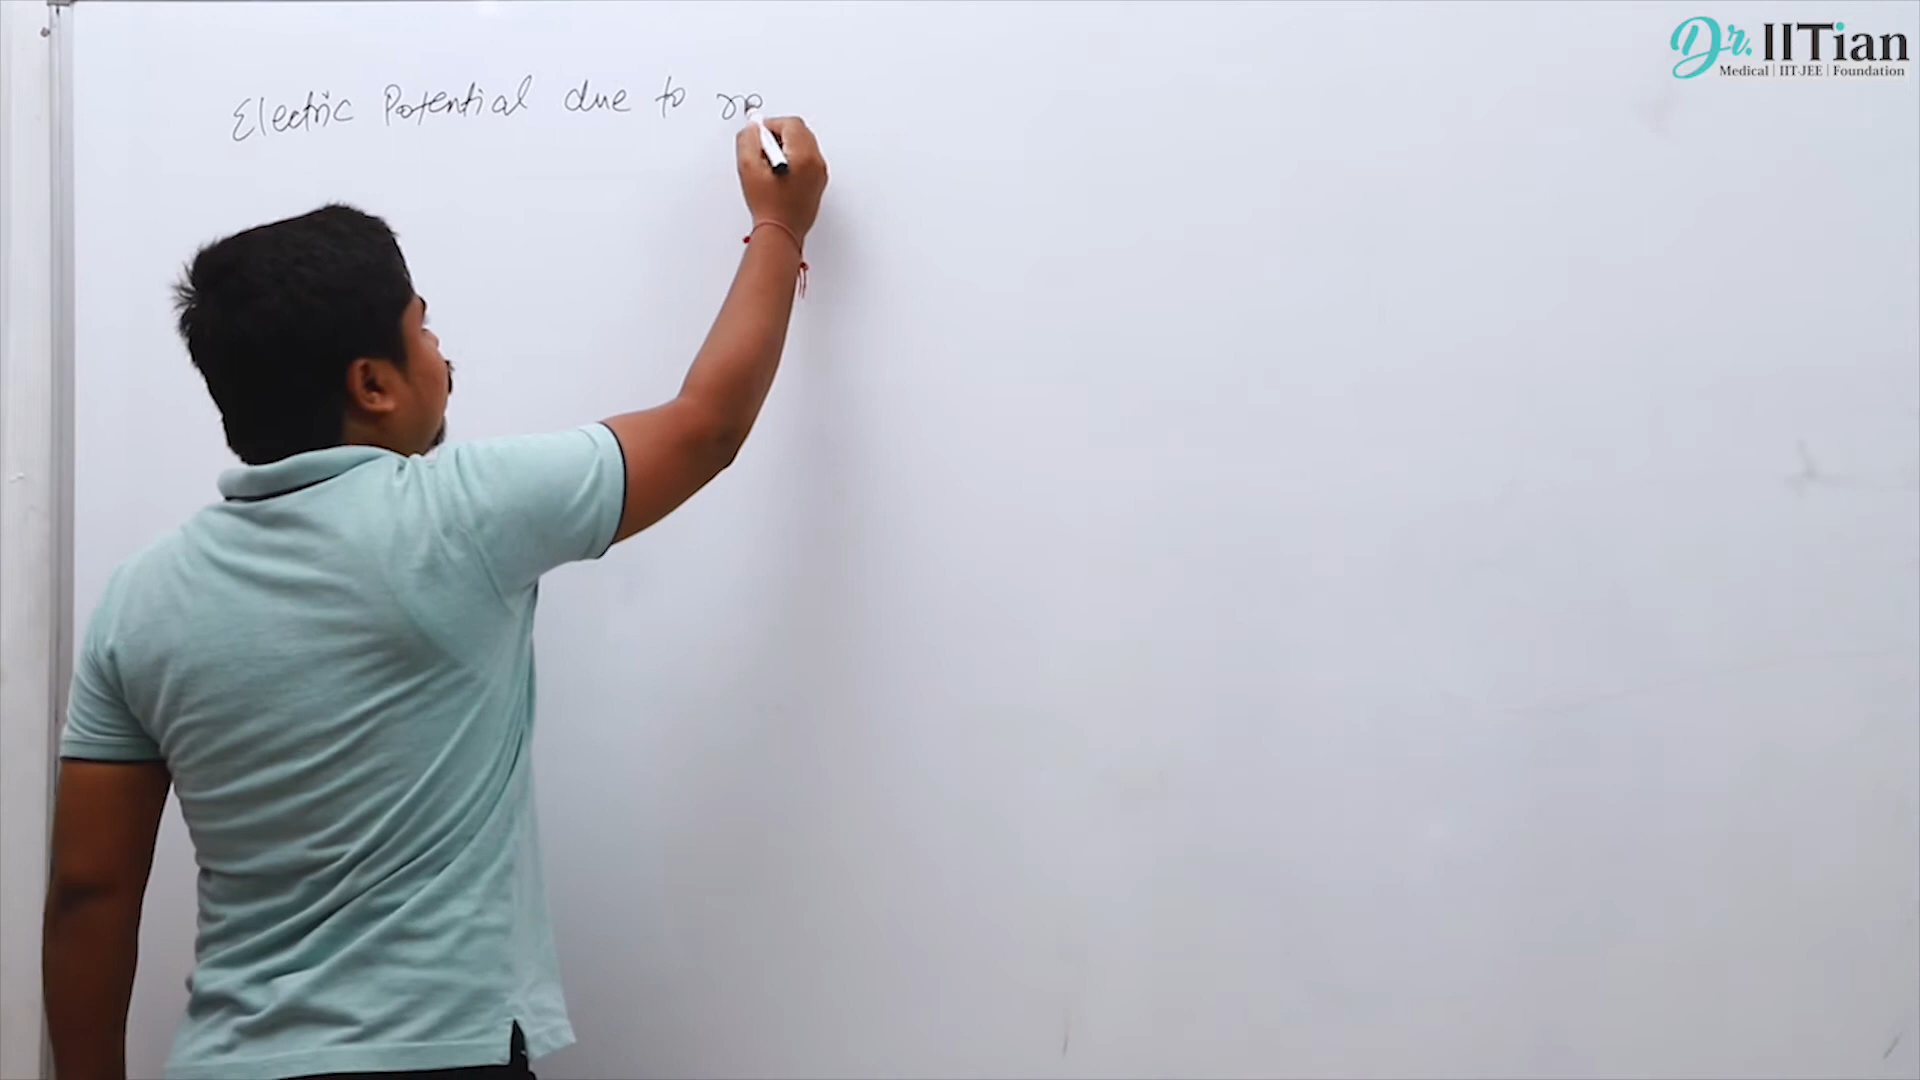 Dr. IITian
Medical | IIT-JEE | Foundation
Electric Potential due to